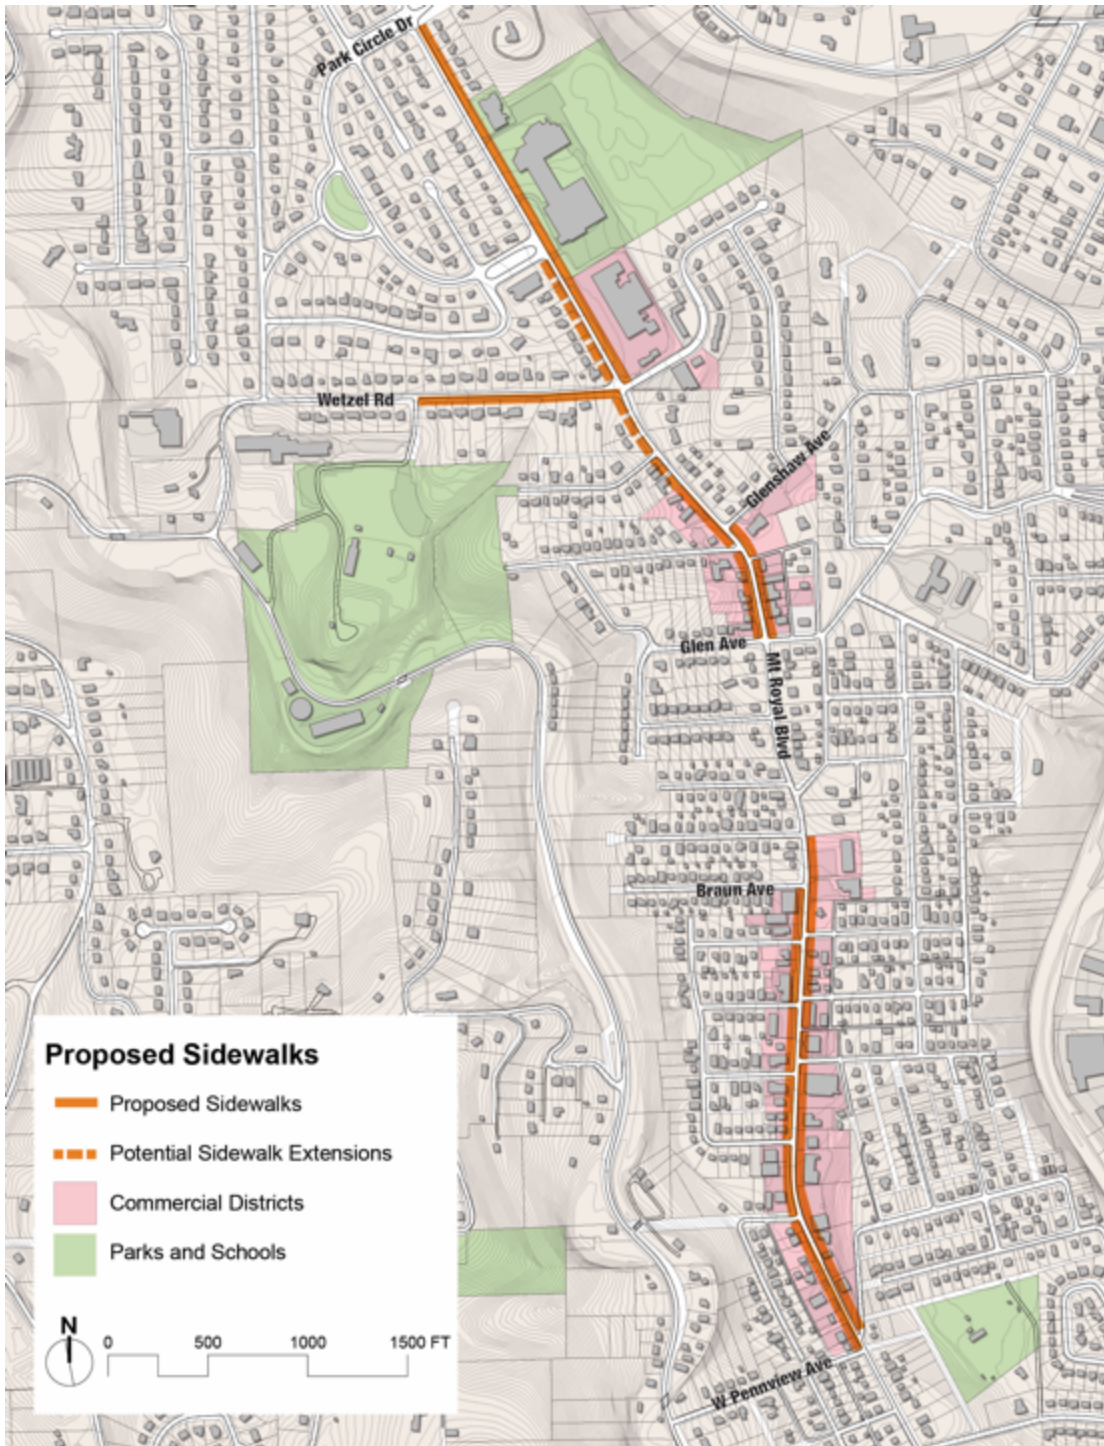 Park Circle Dr
Wetzel Rd
Glenshaw Ave
Glen Ave
Mt Royal Blvd
Braun Ave
W Pennview Ave
Proposed Sidewalks
Proposed Sidewalks
Potential Sidewalk Extensions
Commercial Districts
Parks and Schools
N
0 500 1000 1500 FT